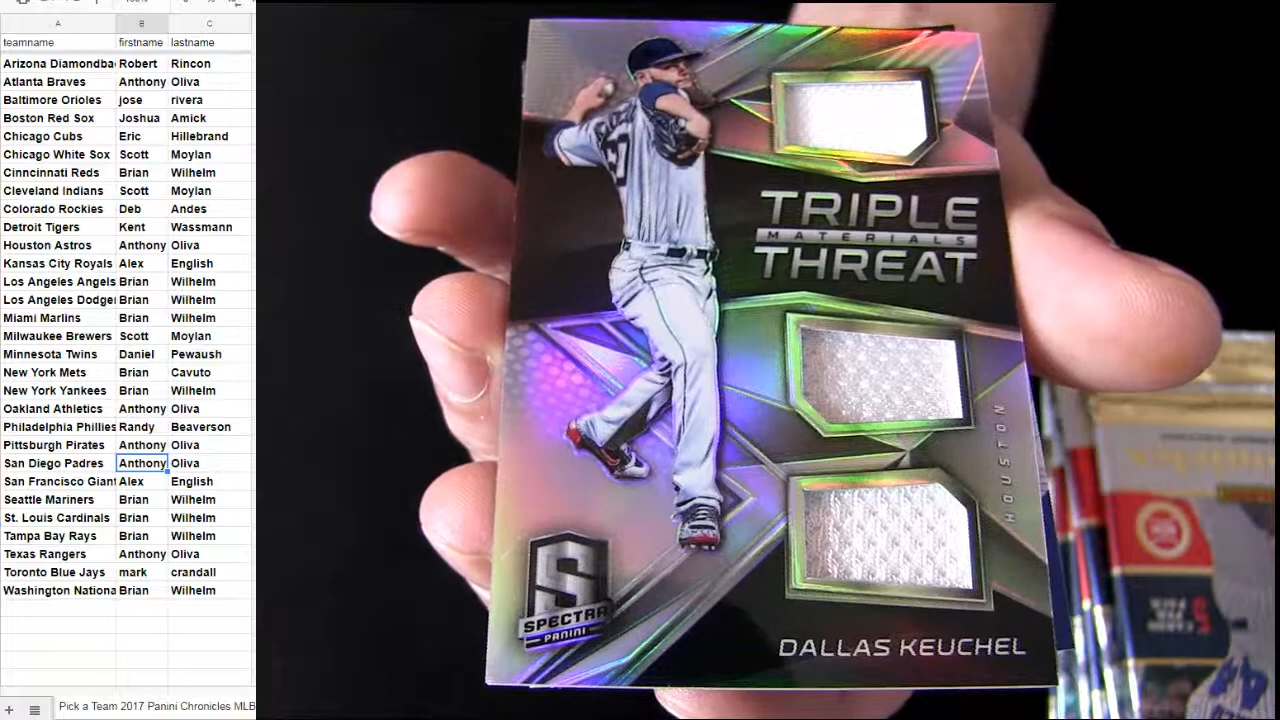 A B C
teamname firstname lastname
Arizona Diamondba Robert Rincon
Atlanta Braves Anthony Oliva
Baltimore Orioles jose rivera
Boston Red Sox Joshua Amick
Chicago Cubs Eric Hillebrand
Chicago White Sox Scott Moylan
Cinncinnati Reds Brian Wilhelm
Cleveland Indians Scott Moylan
Colorado Rockies Deb Andes
Detroit Tigers Kent Wassmann
Houston Astros Anthony Oliva
Kansas City Royals Alex English
Los Angeles Angels Brian Wilhelm
Los Angeles Dodge Brian Wilhelm
Miami Marlins Brian Wilhelm
Milwaukee Brewers Scott Moylan
Minnesota Twins Daniel Pewaush
New York Mets Brian Cavuto
New York Yankees Brian Wilhelm
Oakland Athletics Anthony Oliva
Philadelphia Phillies Randy Beaverson
Pittsburgh Pirates Anthony Oliva
San Diego Padres Anthony Oliva
San Francisco Giant Alex English
Seattle Mariners Brian Wilhelm
St. Louis Cardinals Brian Wilhelm
Tampa Bay Rays Brian Wilhelm
Texas Rangers Anthony Oliva
Toronto Blue Jays mark crandall
Washington Nationa Brian Wilhelm
Pick a Team 2017 Panini Chronicles MLB
TRIPLE
MATERIALS
THREAT
HOUSTON
S
SPECTRA
PANINI
DALLAS KEUCHEL
5 CARDS
PER
PACK